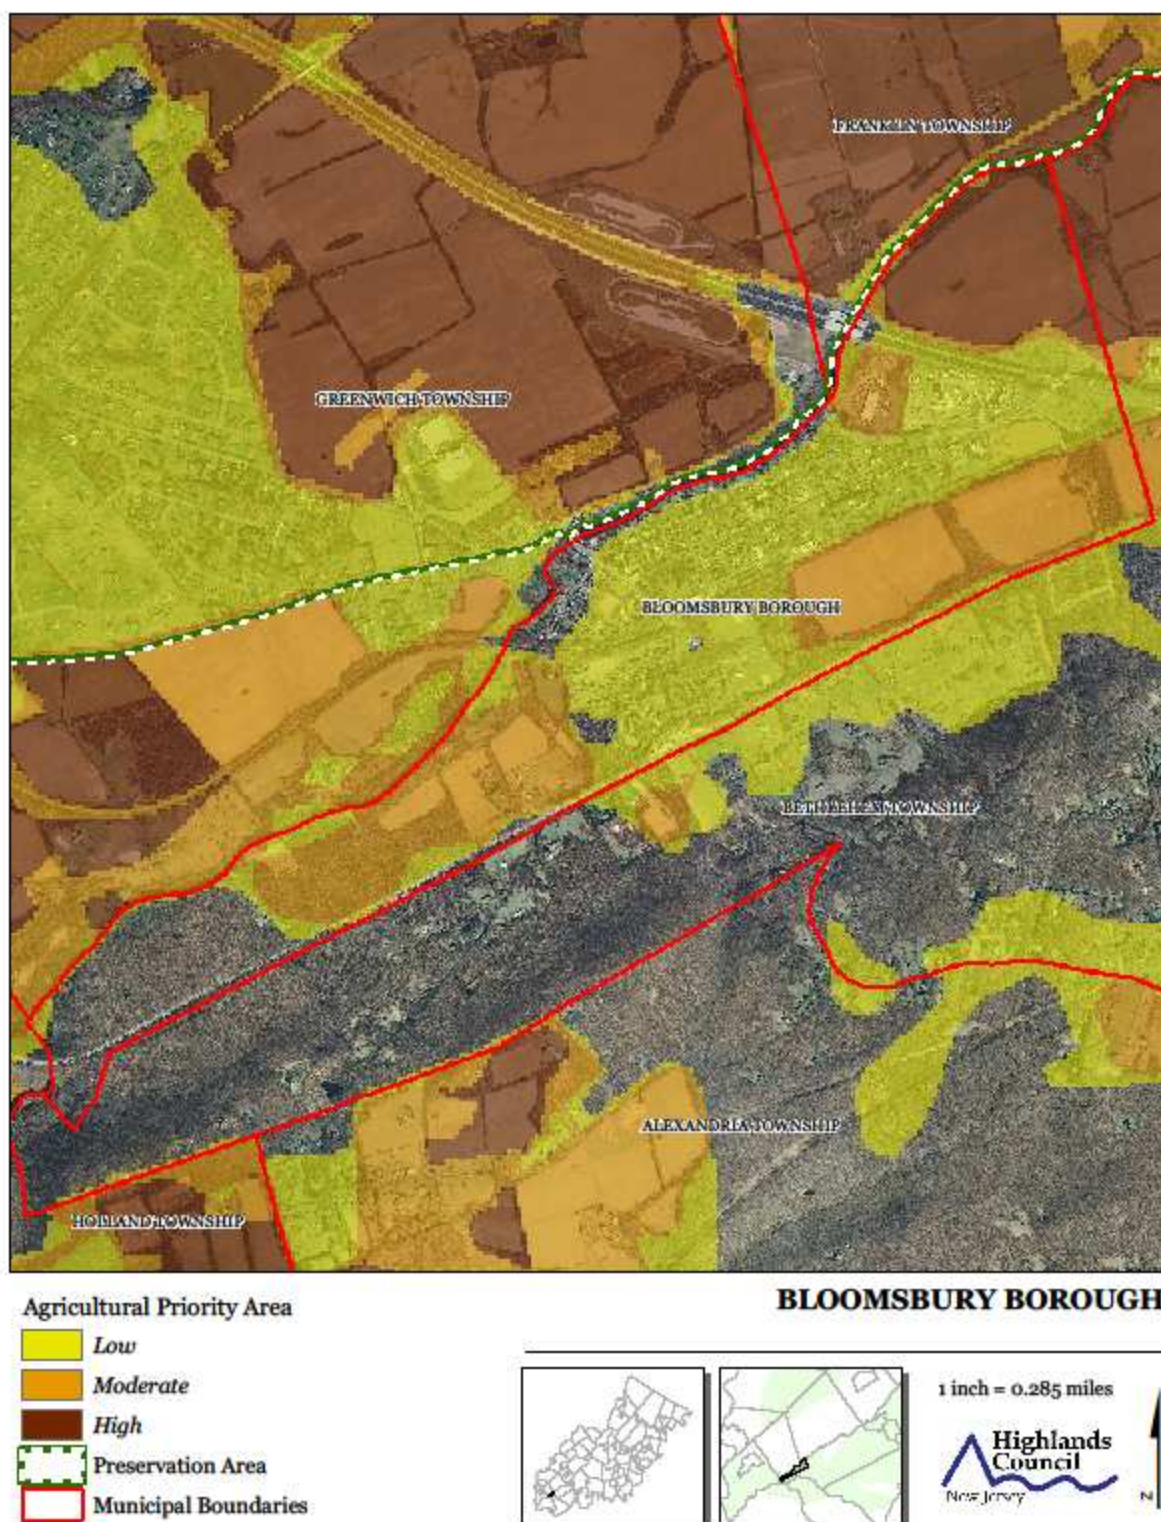 FRANKLIN TOWNSHIP
GREENWICH TOWNSHIP
BLOOMSBURY BOROUGH
BETHLEHEM TOWNSHIP
ALEXANDRIA TOWNSHIP
HOLLAND TOWNSHIP
Agricultural Priority Area
Low
Moderate
High
Preservation Area
Municipal Boundaries
BLOOMSBURY BOROUGH
1 inch = 0.285 miles
Highlands
Council
New Jersey
N